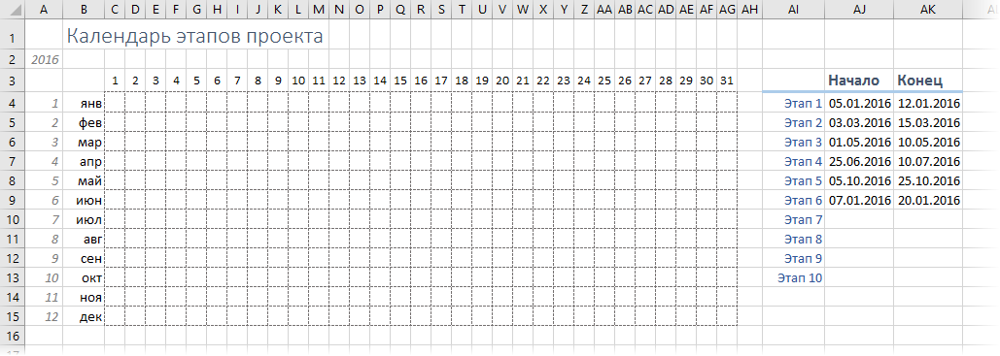 A B C D E F G H I J K L M N O P Q R S T U V W X Y Z AA AB AC AD AE AF AG AH AI AJ AK
1 Календарь этапов проекта
2 2016
3 1 2 3 4 5 6 7 8 9 10 11 12 13 14 15 16 17 18 19 20 21 22 23 24 25 26 27 28 29 30 31 Начало Конец
4 1 янв Этап 1 05.01.2016 12.01.2016
5 2 фев Этап 2 03.03.2016 15.03.2016
6 3 мар Этап 3 01.05.2016 10.05.2016
7 4 апр Этап 4 25.06.2016 10.07.2016
8 5 май Этап 5 05.10.2016 25.10.2016
9 6 июн Этап 6 07.01.2016 20.01.2016
10 7 июл Этап 7
11 8 авг Этап 8
12 9 сен Этап 9
13 10 окт Этап 10
14 11 ноя
15 12 дек
16